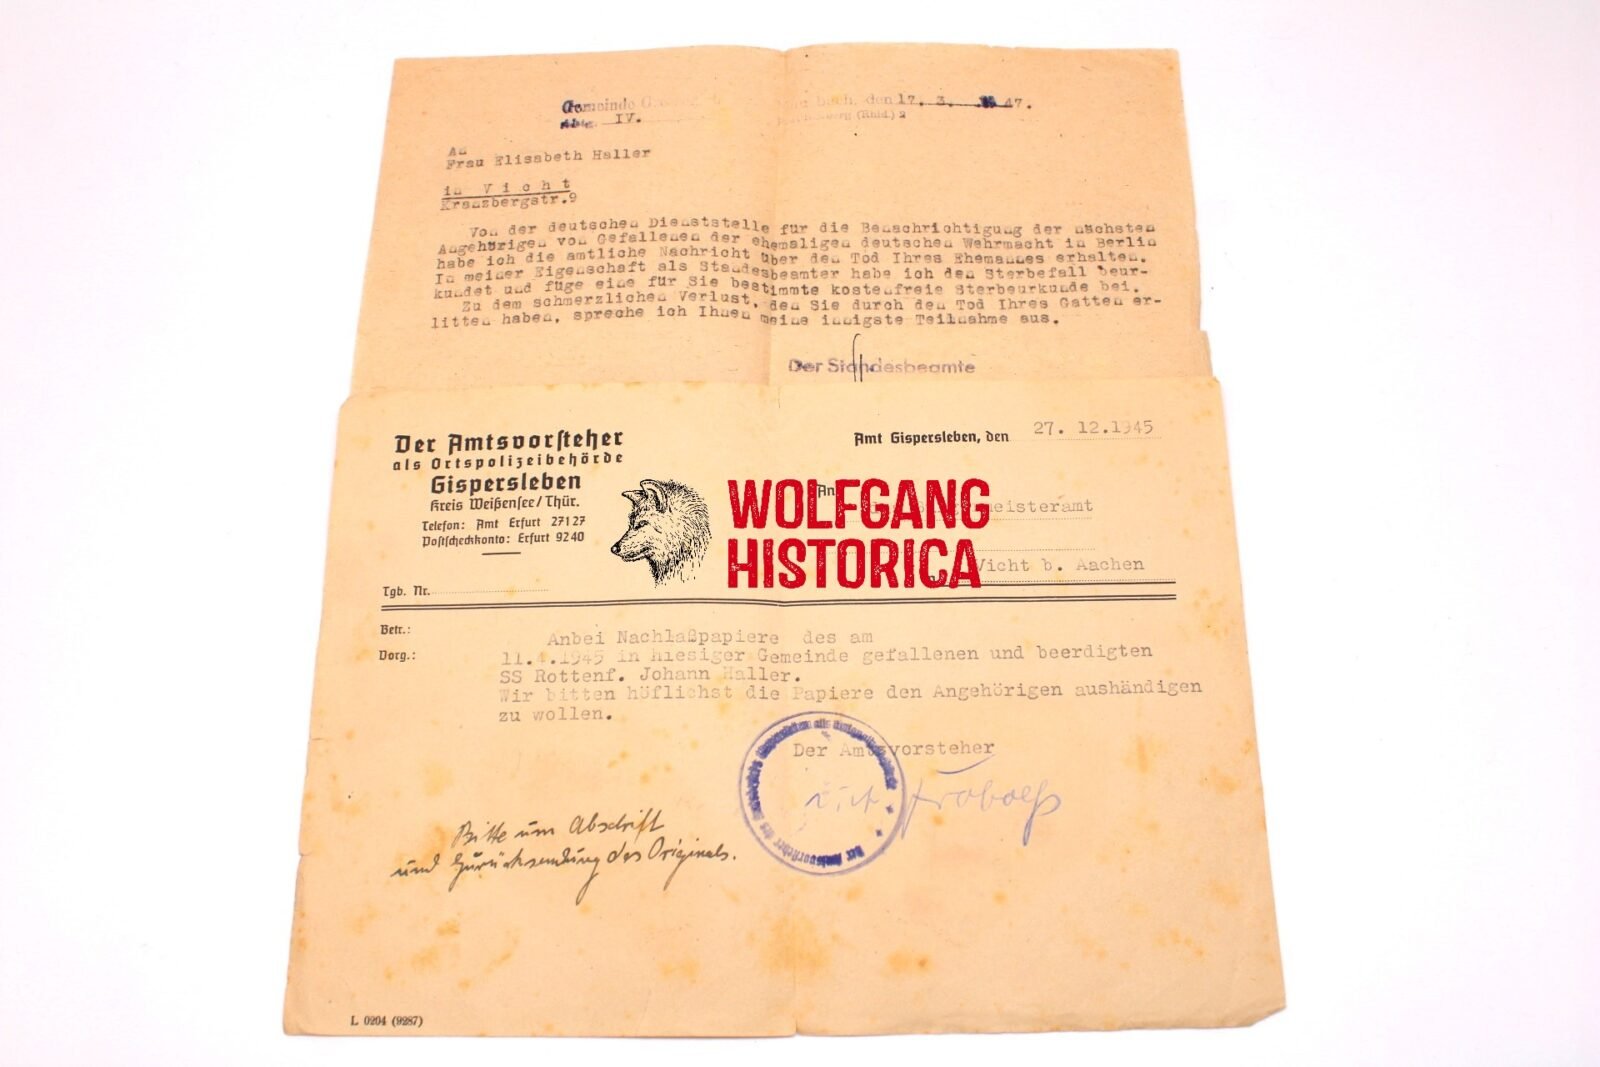 Gemeinde
bach, den 17. 3. 47.
Abtg. IV.
berg (Rhld.) 2
An
Frau Elisabeth Haller
in Vicht
Kranzbergstr.9
Von der deutschen Dienststelle für die Benachrichtigung der nächsten
Angehörigen von Gefallenen der ehemaligen deutschen Wehrmacht in Berlin
habe ich die amtliche Nachricht über den Tod Ihres Ehemannes erhalten.
In meiner Eigenschaft als Standesbeamter habe ich den Sterbefall beur-
kundet und füge eine für Sie bestimmte kostenfreie Sterbeurkunde bei.
Zu dem schmerzlichen Verlust, den Sie durch den Tod Ihres Gatten er-
litten haben, spreche ich Ihnen meine innigste Teilnahme aus.
Der Standesbeamte
Der Amtsvorsteher
als Ortspolizeibehörde
Gispersleben
Kreis Weißensee/Thür.
Telefon: Amt Erfurt 27127
Postscheckkonto: Erfurt 9240
Tgb. Nr.
Amt Gispersleben, den 27. 12.1945
An
meisteramt
Vicht b. Aachen
WOLFGANG
HISTORICA
Betr.:
Vorg.:
Anbei Nachlaßpapiere des am
11.4.1945 in hiesiger Gemeinde gefallenen und beerdigten
SS Rottenf. Johann Haller.
Wir bitten höflichst die Papiere den Angehörigen aushändigen
zu wollen.
Der Amtsvorsteher
Bitte um Abschrift
und Zurücksendung des Originals.
L 0204 (9287)